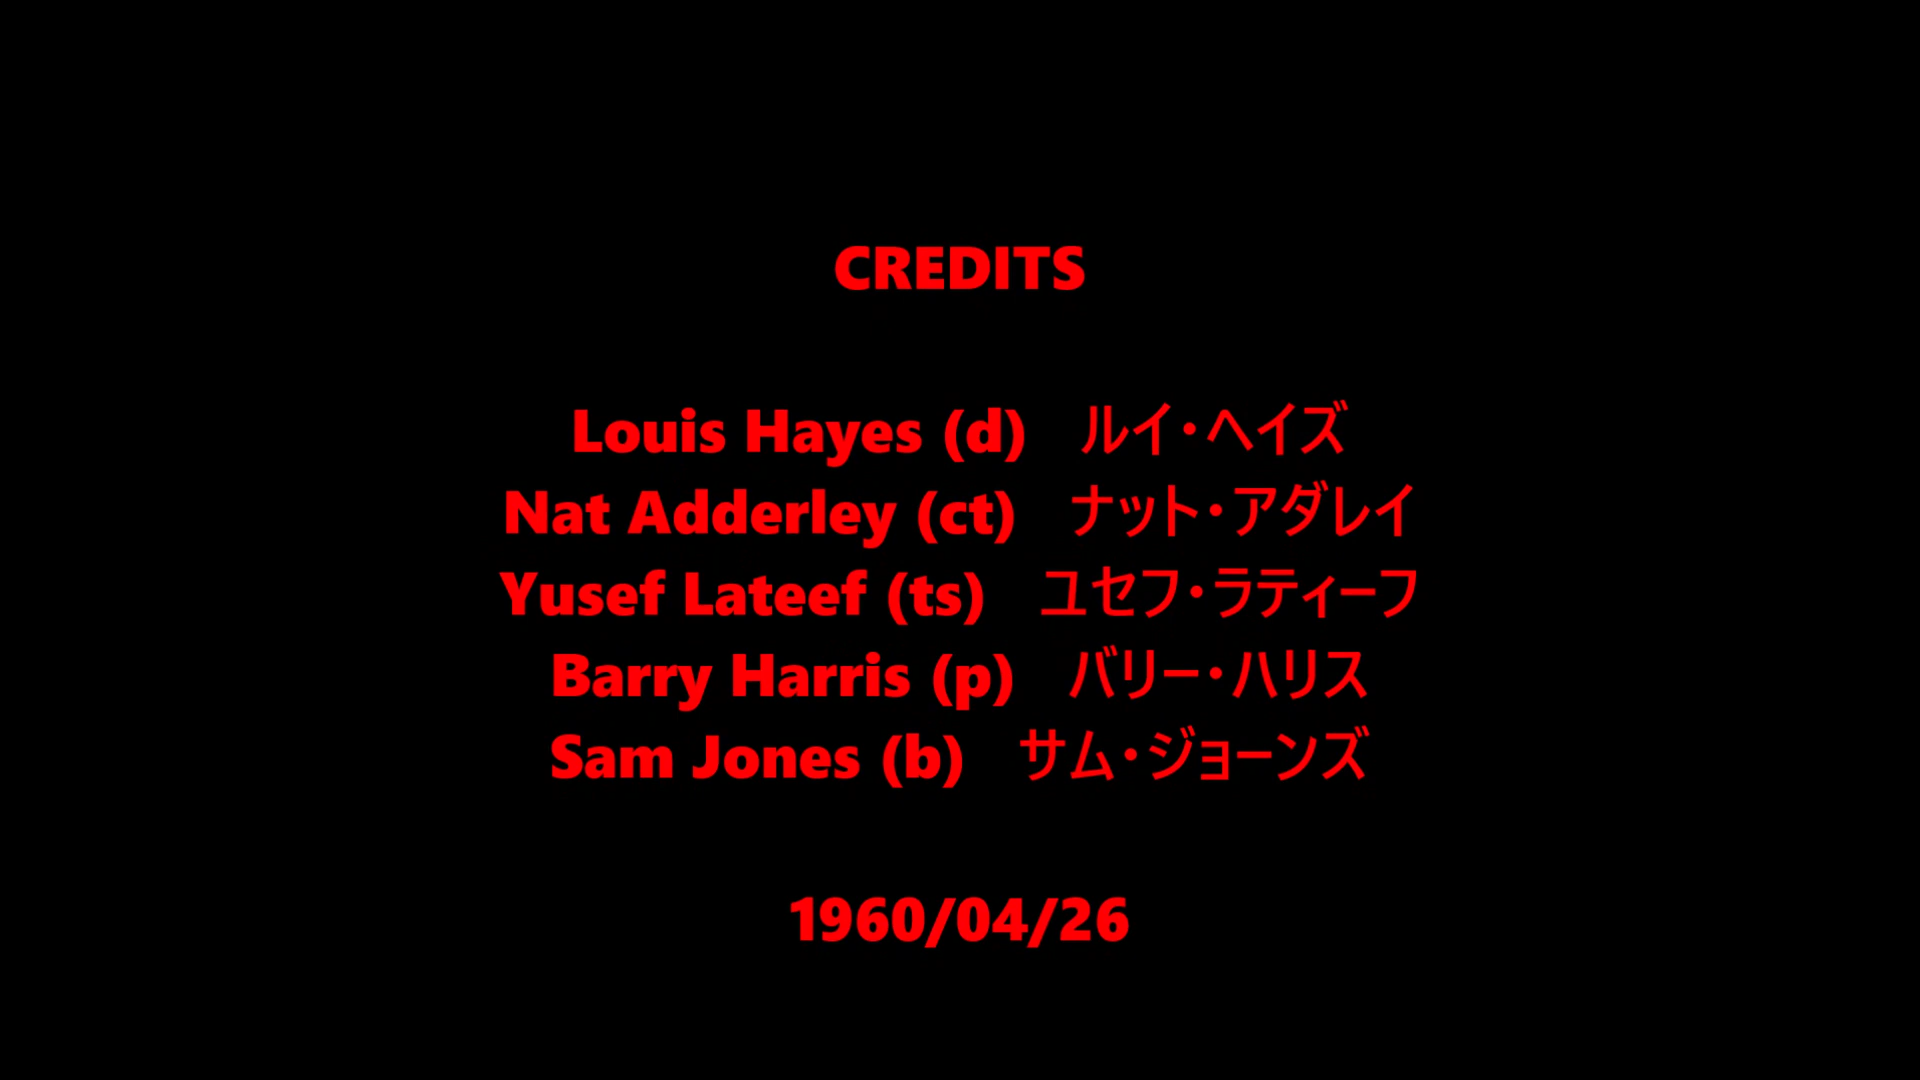 CREDITS
Louis Hayes (d)　ルイ・ヘイズ
Nat Adderley (ct)　ナット・アダレイ
Yusef Lateef (ts)　ユセフ・ラティーフ
Barry Harris (p)　バリー・ハリス
Sam Jones (b)　サム・ジョーンズ
1960/04/26